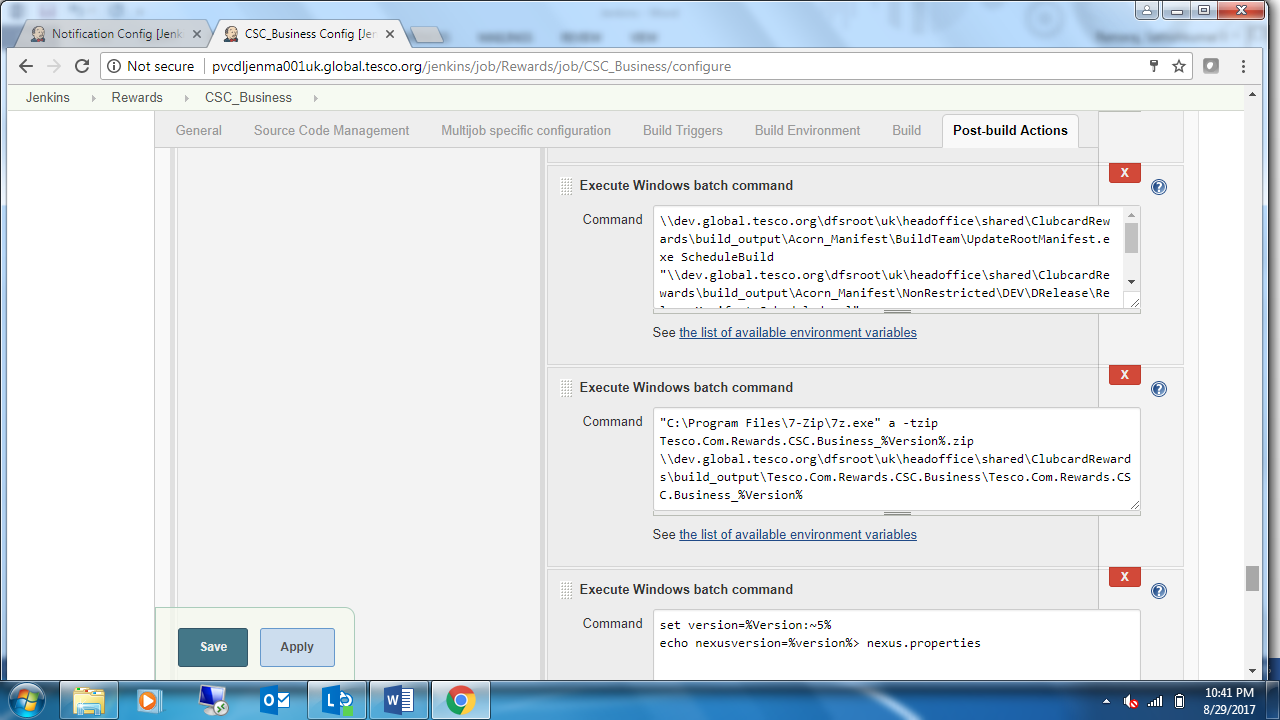 Notification Config [Jenk
CSC_Business Config [Jen
Not secure
pvcdljenma001uk.global.tesco.org/jenkins/job/Rewards/job/CSC_Business/configure
Jenkins
Rewards
CSC_Business
General
Source Code Management
Multijob specific configuration
Build Triggers
Build Environment
Build
Post-build Actions
X
Execute Windows batch command
Command
\\dev.global.tesco.org\dfsroot\uk\headoffice\shared\ClubcardRew
ards\build_output\Acorn_Manifest\BuildTeam\UpdateRootManifest.e
xe ScheduleBuild
"\\dev.global.tesco.org\dfsroot\uk\headoffice\shared\ClubcardRe
wards\build_output\Acorn_Manifest\NonRestricted\DEV\DRelease\Re
See the list of available environment variables
X
Execute Windows batch command
Command
"C:\Program Files\7-Zip\7z.exe" a -tzip
Tesco.Com.Rewards.CSC.Business_%Version%.zip
\\dev.global.tesco.org\dfsroot\uk\headoffice\shared\ClubcardReward
s\build_output\Tesco.Com.Rewards.CSC.Business\Tesco.Com.Rewards.CS
C.Business_%Version%
See the list of available environment variables
X
Execute Windows batch command
Command
set version=%Version:~5%
echo nexusversion=%version%> nexus.properties
Save
Apply
10:41 PM
8/29/2017